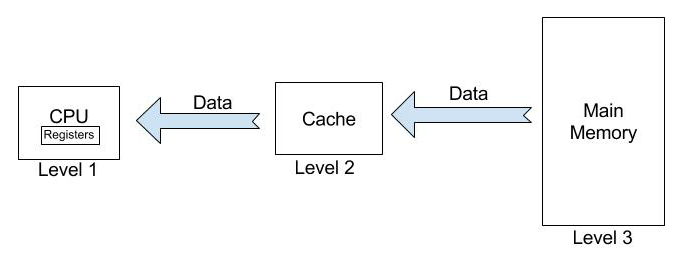 CPU
Registers
Level 1
Data
Cache
Level 2
Data
Main
Memory
Level 3